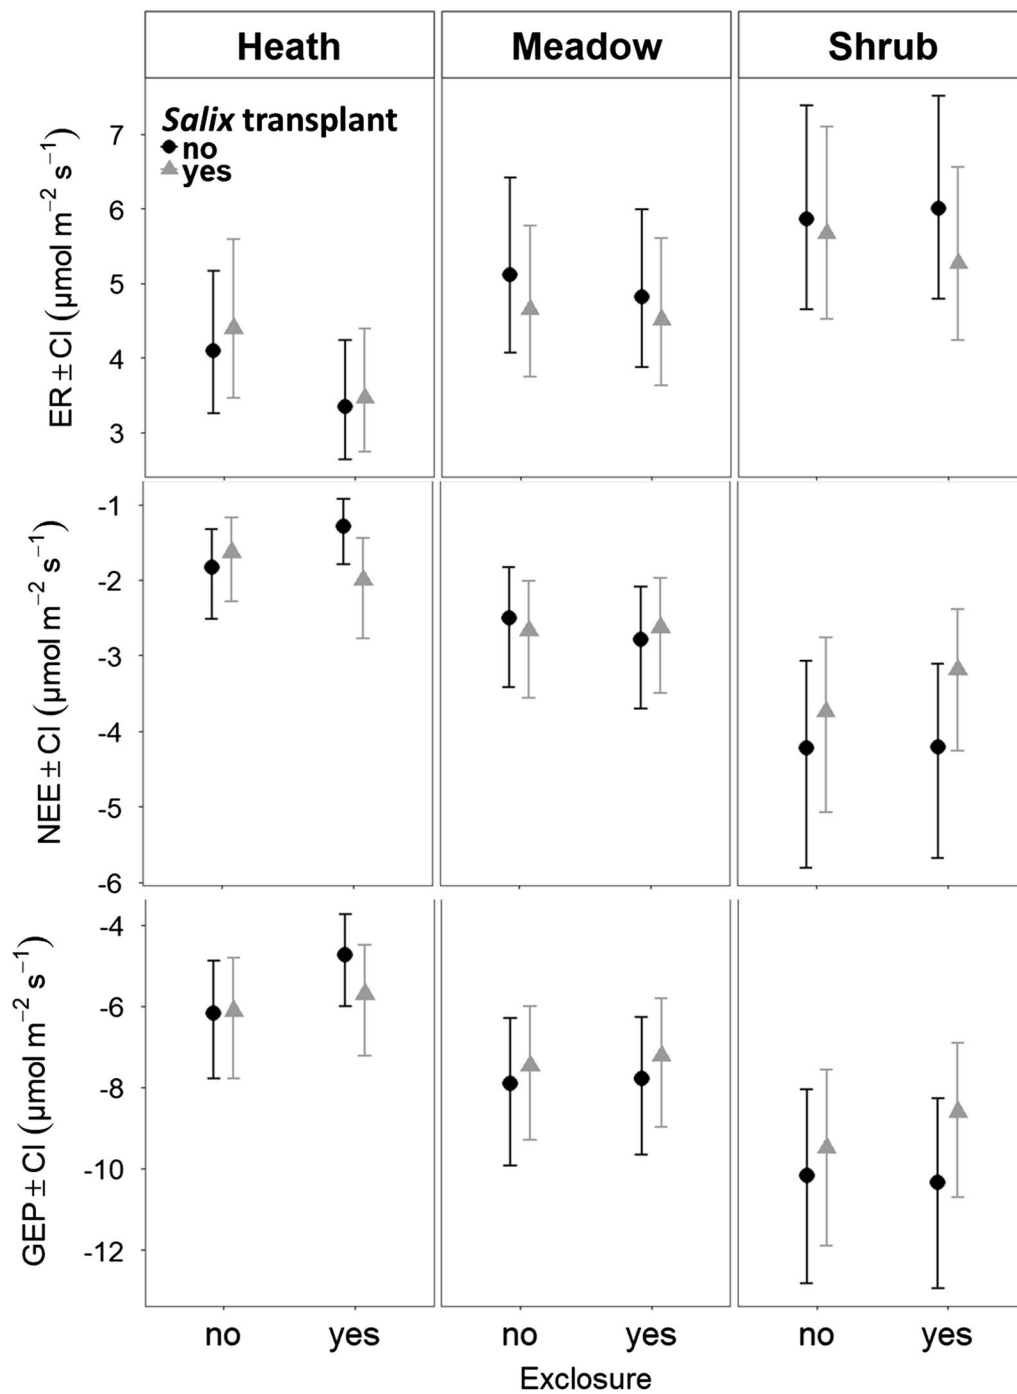 Heath Meadow Shrub
Salix transplant
no
yes
ER ± CI (µmol m⁻² s⁻¹)
7
6
5
4
3
NEE ± CI (µmol m⁻² s⁻¹)
-1
-2
-3
-4
-5
-6
GEP ± CI (µmol m⁻² s⁻¹)
-4
-6
-8
-10
-12
no yes no yes no yes
Exclosure